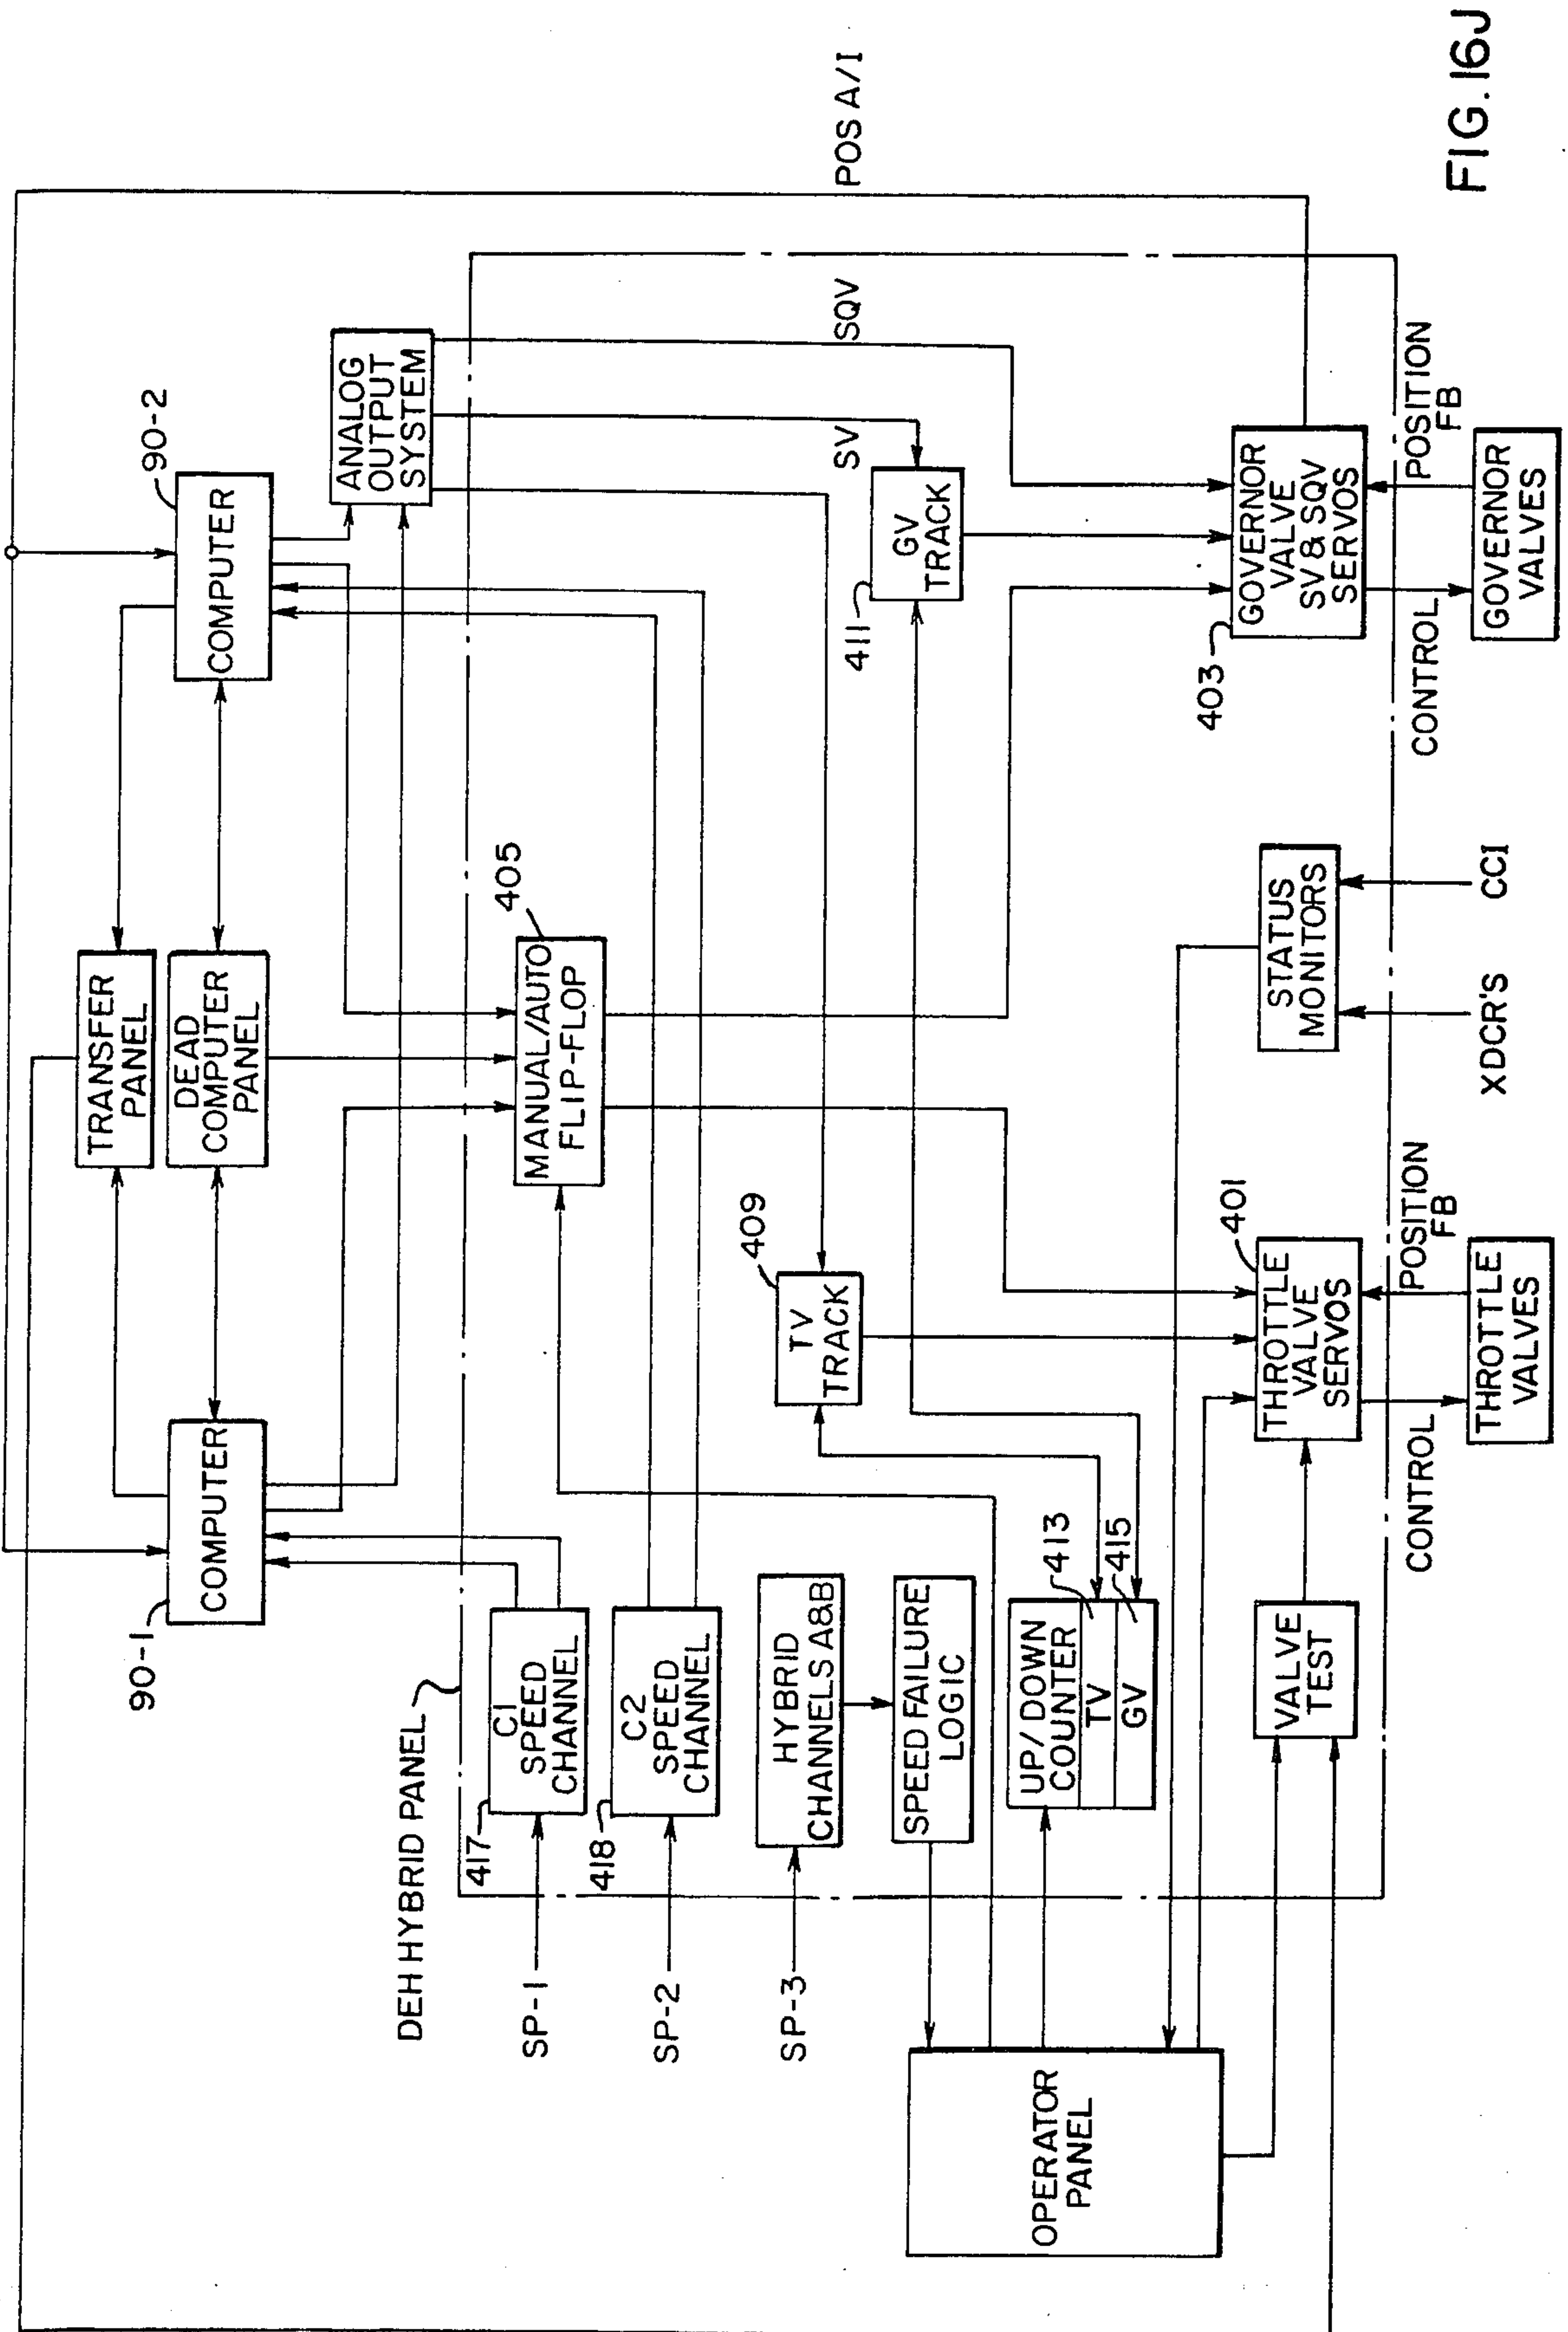 90-1
COMPUTER
TRANSFER
PANEL
DEAD
COMPUTER
PANEL
90-2
COMPUTER
ANALOG
OUTPUT
SYSTEM
DEH HYBRID PANEL
SP-1
417
C1
SPEED
CHANNEL
SP-2
418
C2
SPEED
CHANNEL
SP-3
HYBRID
CHANNELS A&B
SPEED FAILURE
LOGIC
UP/DOWN
COUNTER
TV
GV
413
415
405
MANUAL/AUTO
FLIP-FLOP
409
TV
TRACK
411
GV
TRACK
SV
SQV
POS A/I
OPERATOR
PANEL
VALVE
TEST
401
THROTTLE
VALVE
SERVOS
STATUS
MONITORS
403
GOVERNOR
VALVE
SV & SQV
SERVOS
CONTROL
POSITION
FB
THROTTLE
VALVES
XDCR'S
CCI
CONTROL
POSITION
FB
GOVERNOR
VALVES
FIG. 16J